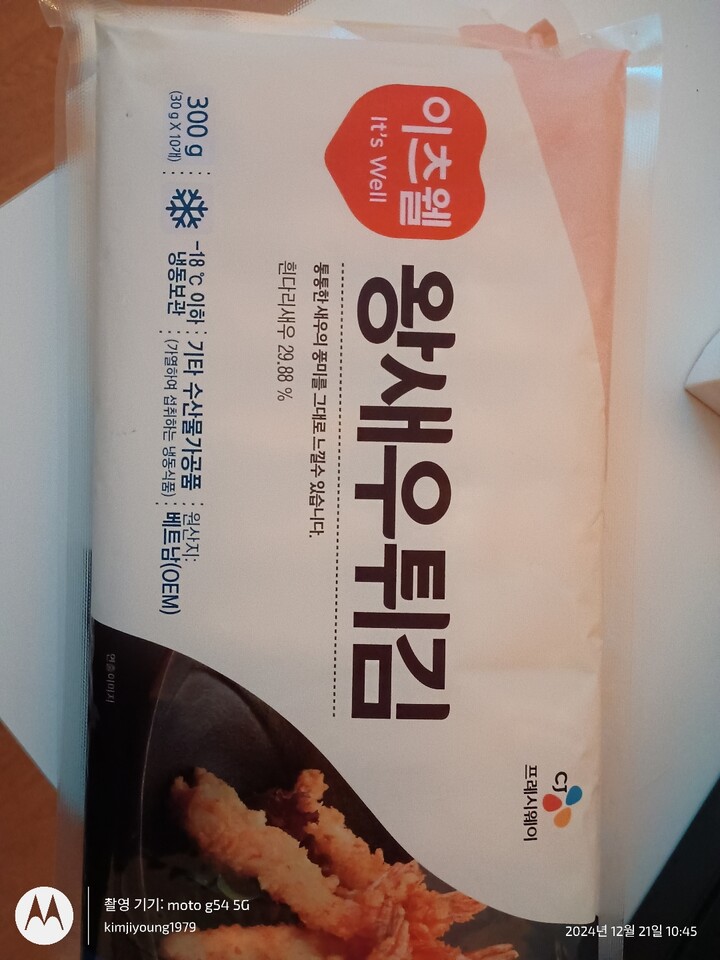 이츠웰
It's Well
왕새우튀김
통통한 새우의 풍미를 그대로 느낄수 있습니다.
흰다리새우 29.88 %
300 g
(30 g X 10개)
-18 ℃ 이하
냉동보관
기타 수산물가공품
(가열하여 섭취하는 냉동식품)
원산지:
베트남(OEM)
연출이미지
CJ
프레시웨이
촬영 기기: moto g54 5G
kimjiyoung1979
2024년 12월 21일 10:45